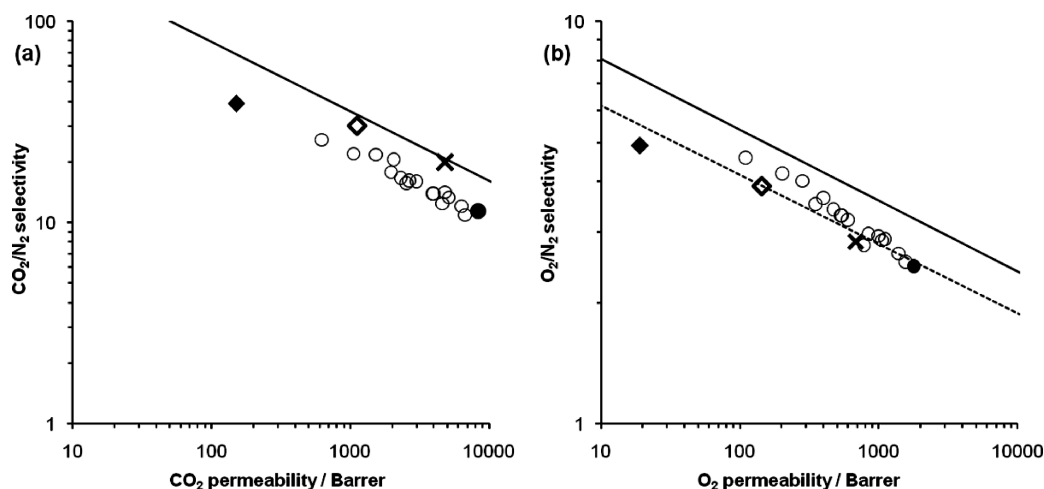 (a)
100
10
1
CO₂/N₂ selectivity
10 100 1000 10000
CO₂ permeability / Barrer
(b)
10
1
O₂/N₂ selectivity
10 100 1000 10000
O₂ permeability / Barrer